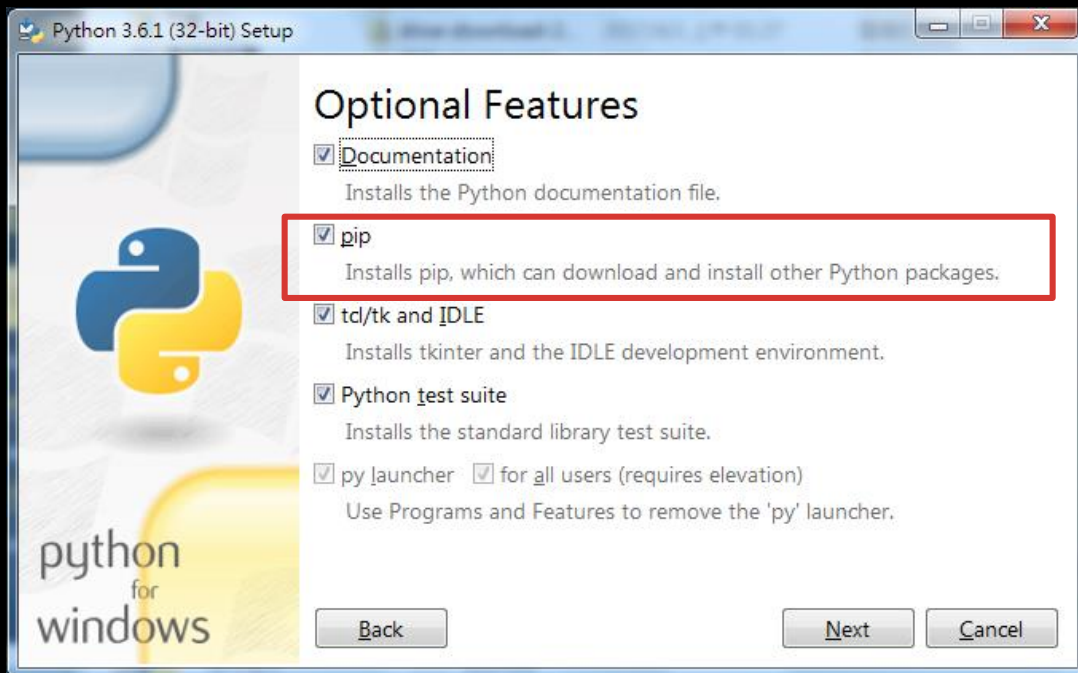 Python 3.6.1 (32-bit) Setup
Optional Features
Documentation
Installs the Python documentation file.
pip
Installs pip, which can download and install other Python packages.
tcl/tk and IDLE
Installs tkinter and the IDLE development environment.
Python test suite
Installs the standard library test suite.
py launcher for all users (requires elevation)
Use Programs and Features to remove the 'py' launcher.
python
for
windows
Back Next Cancel